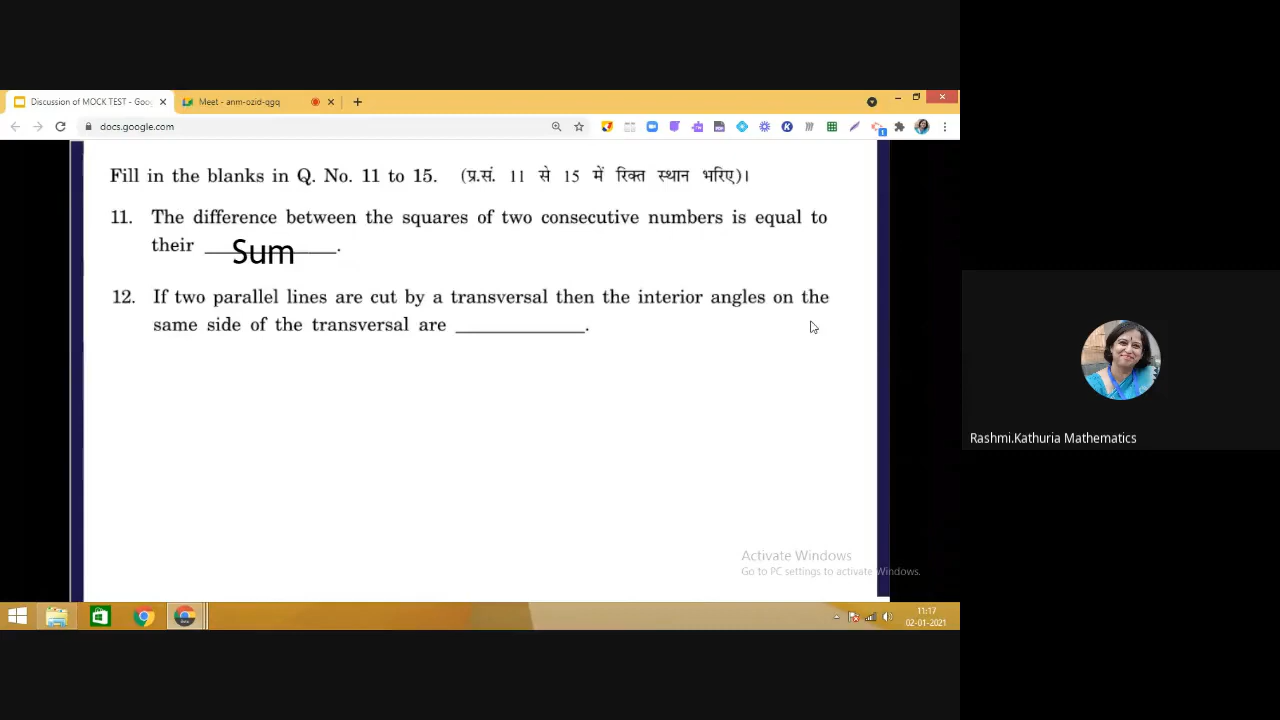 Discussion of MOCK TEST - Goo
Meet - anm-ozid-qgq
docs.google.com
Fill in the blanks in Q. No. 11 to 15. (प्र.सं. 11 से 15 में रिक्त स्थान भरिए)।
11. The difference between the squares of two consecutive numbers is equal to
their ____________.
Sum
12. If two parallel lines are cut by a transversal then the interior angles on the
same side of the transversal are ____________.
Rashmi.Kathuria Mathematics
Activate Windows
Go to PC settings to activate Windows.
11:17
02-01-2021